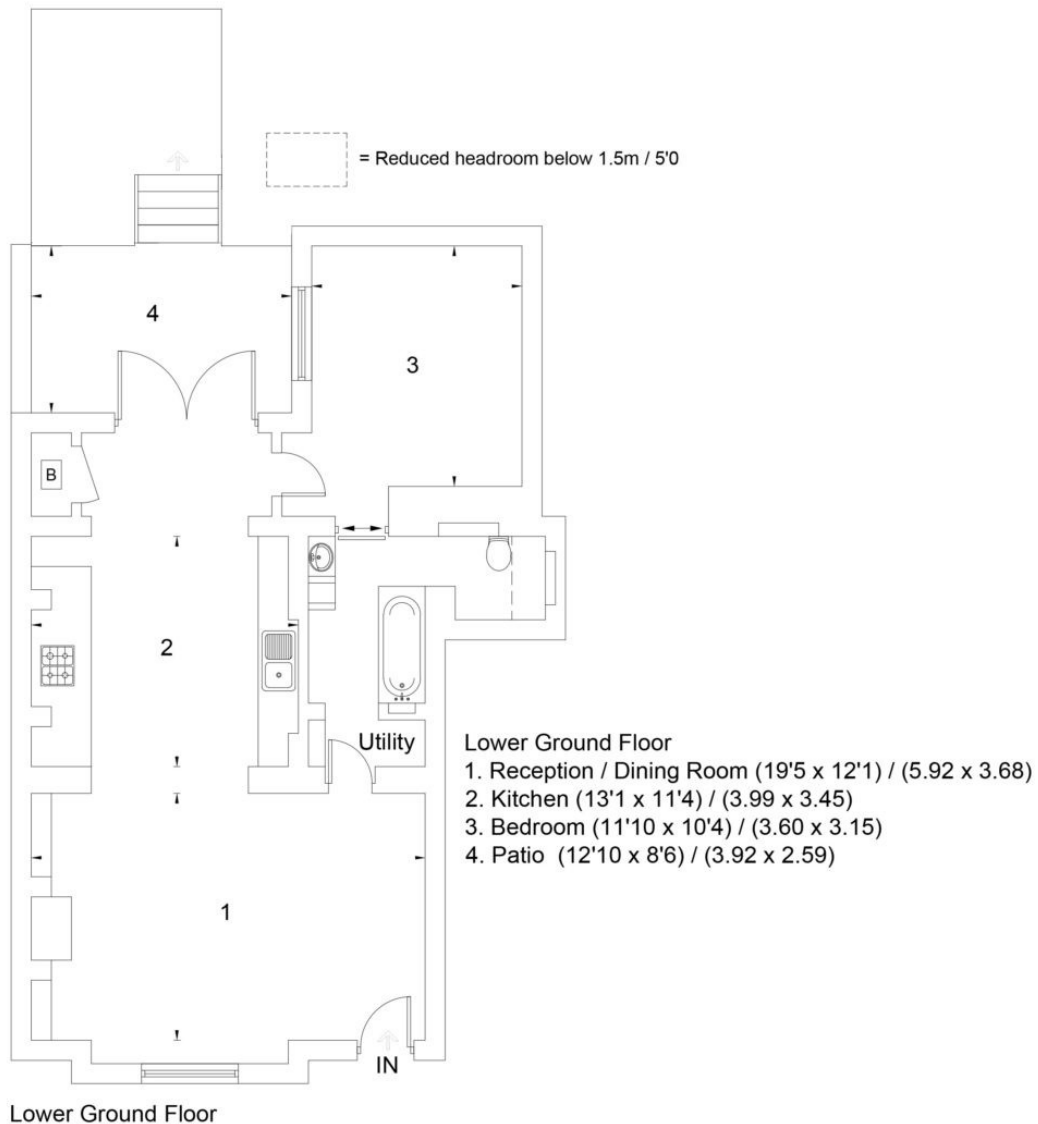 = Reduced headroom below 1.5m / 5'0
4
3
B
2
Utility
Lower Ground Floor
1. Reception / Dining Room (19'5 x 12'1) / (5.92 x 3.68)
2. Kitchen (13'1 x 11'4) / (3.99 x 3.45)
3. Bedroom (11'10 x 10'4) / (3.60 x 3.15)
4. Patio (12'10 x 8'6) / (3.92 x 2.59)
1
IN
Lower Ground Floor